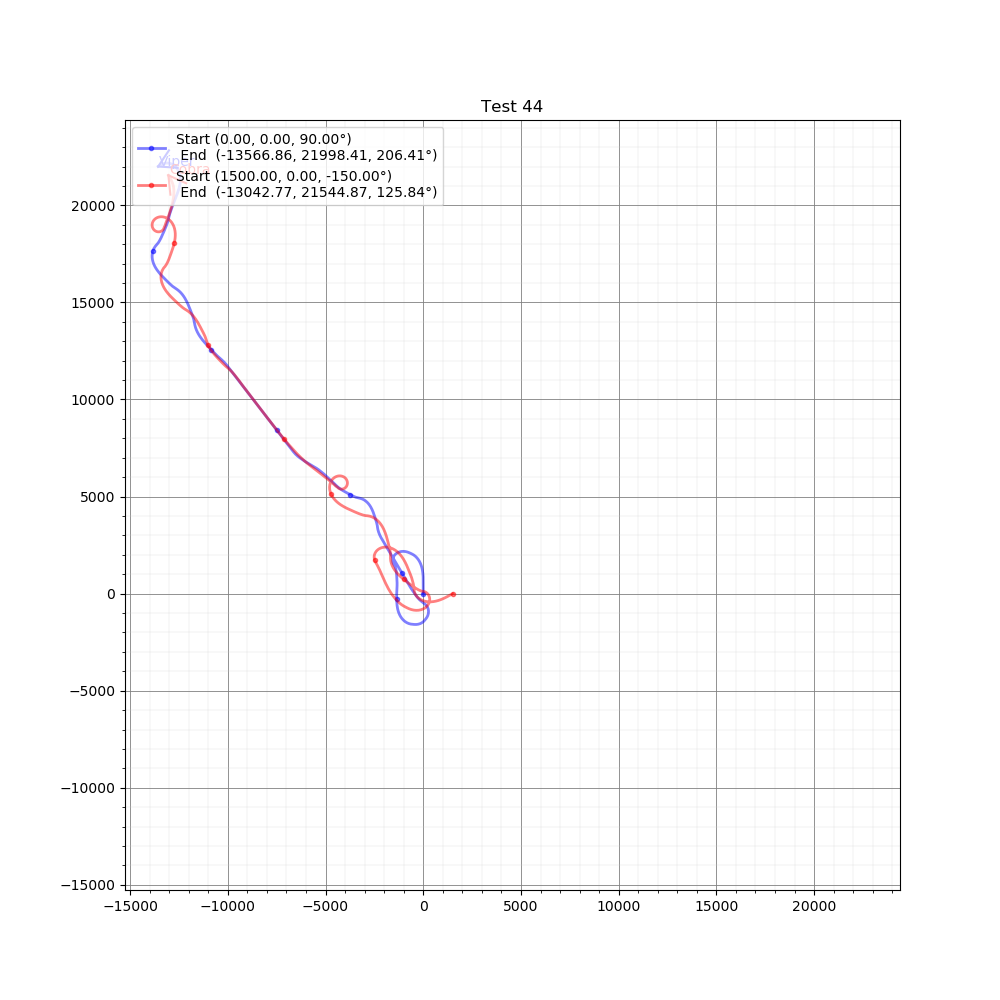 Test 44
Start (0.00, 0.00, 90.00°)
End (-13566.86, 21998.41, 206.41°)
Start (1500.00, 0.00, -150.00°)
End (-13042.77, 21544.87, 125.84°)
20000
15000
10000
5000
0
−5000
−10000
−15000
−15000 −10000 −5000 0 5000 10000 15000 20000